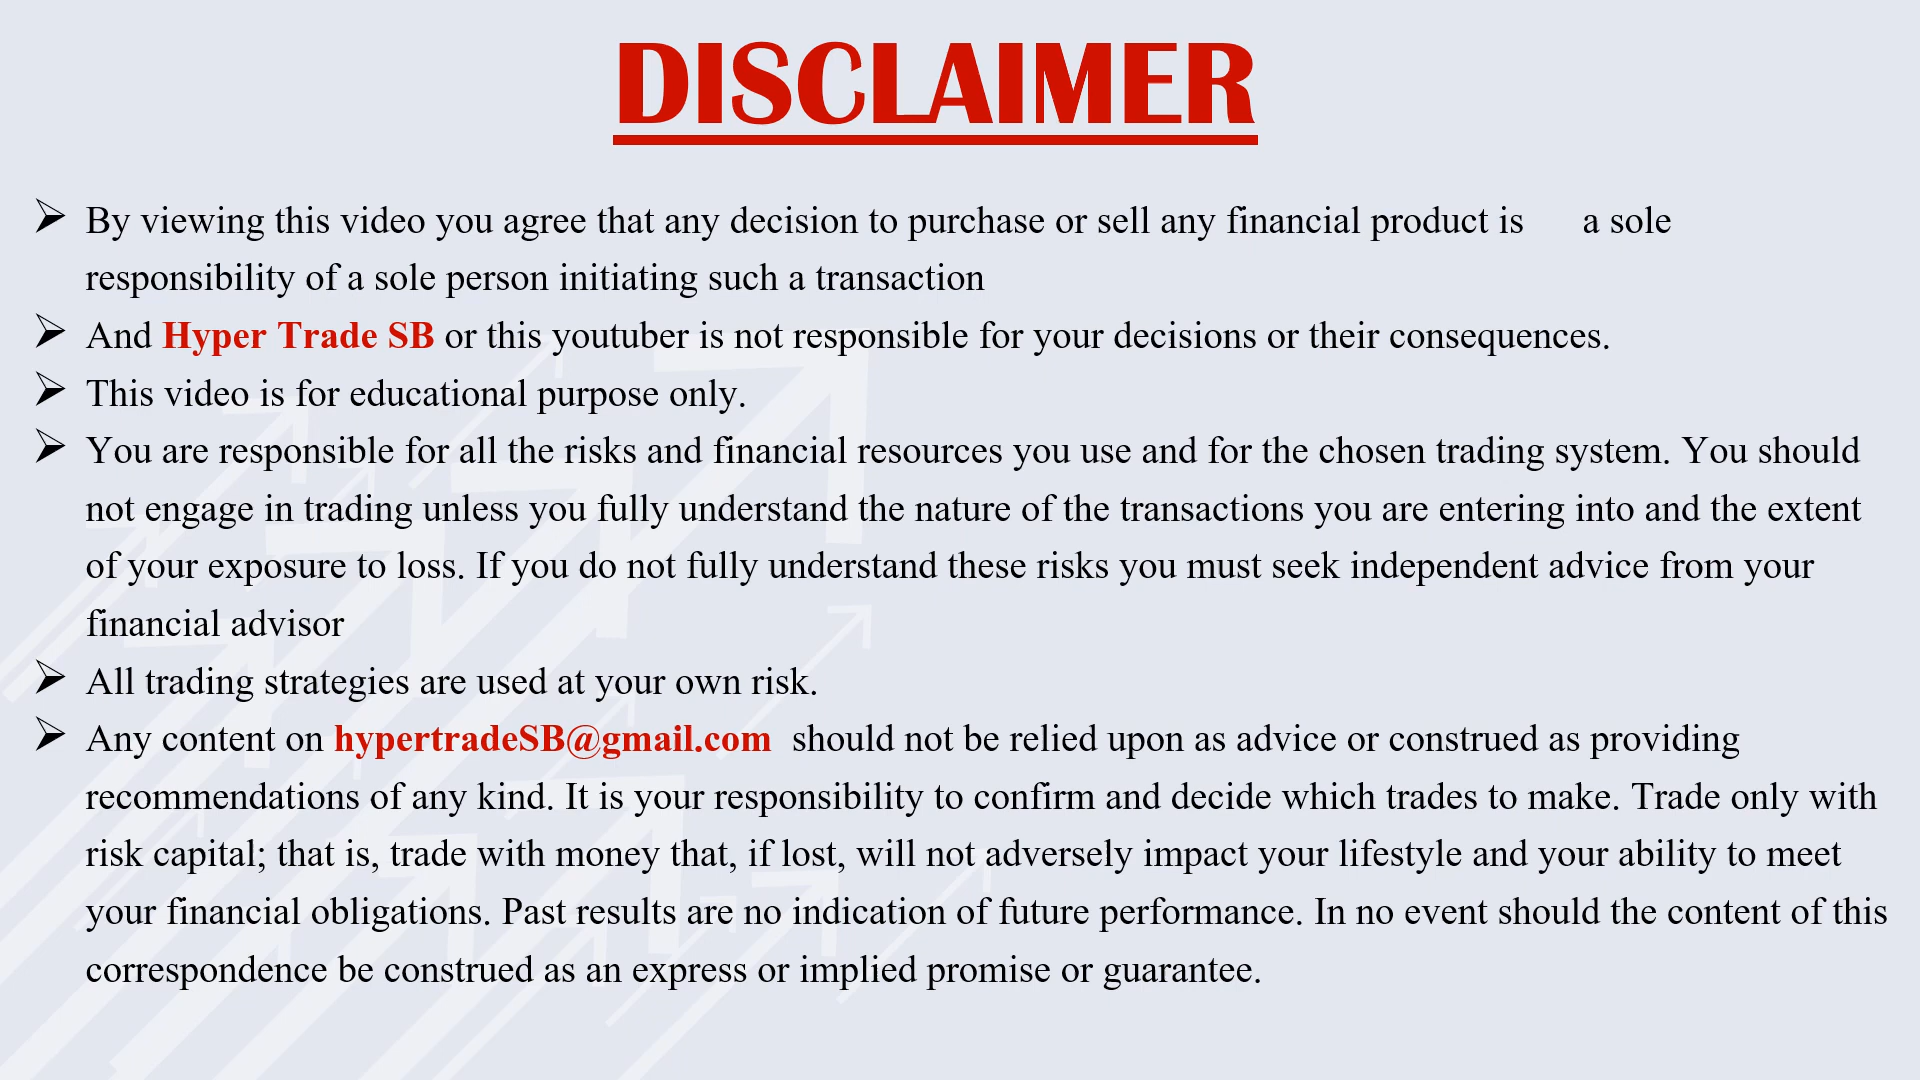 DISCLAIMER
➢ By viewing this video you agree that any decision to purchase or sell any financial product is a sole
responsibility of a sole person initiating such a transaction
➢ And Hyper Trade SB or this youtuber is not responsible for your decisions or their consequences.
➢ This video is for educational purpose only.
➢ You are responsible for all the risks and financial resources you use and for the chosen trading system. You should
not engage in trading unless you fully understand the nature of the transactions you are entering into and the extent
of your exposure to loss. If you do not fully understand these risks you must seek independent advice from your
financial advisor
➢ All trading strategies are used at your own risk.
➢ Any content on hypertradeSB@gmail.com should not be relied upon as advice or construed as providing
recommendations of any kind. It is your responsibility to confirm and decide which trades to make. Trade only with
risk capital; that is, trade with money that, if lost, will not adversely impact your lifestyle and your ability to meet
your financial obligations. Past results are no indication of future performance. In no event should the content of this
correspondence be construed as an express or implied promise or guarantee.